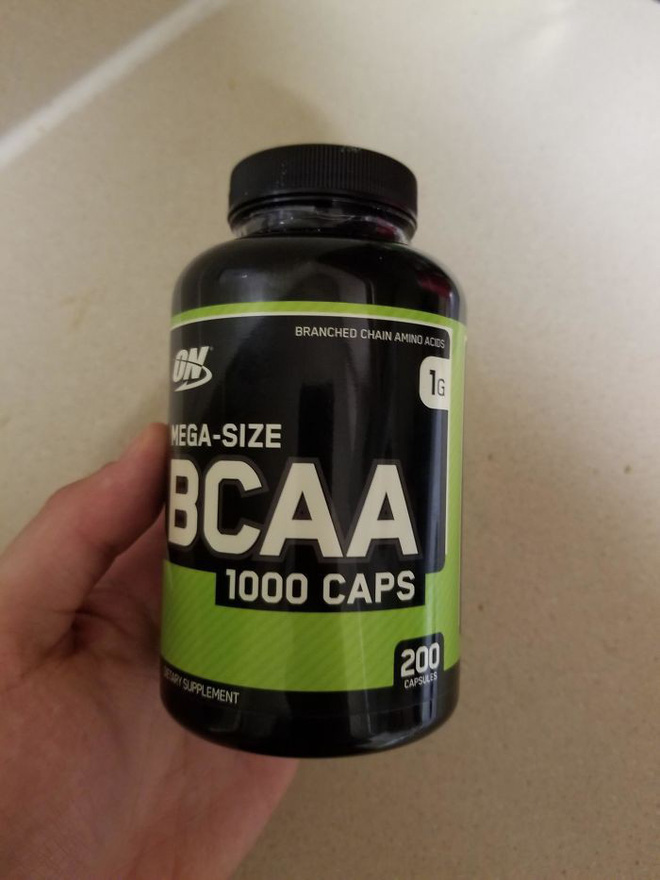 BRANCHED CHAIN AMINO ACIDS
ON
1G
MEGA-SIZE
BCAA
1000 CAPS
200
CAPSULES
DIETARY SUPPLEMENT